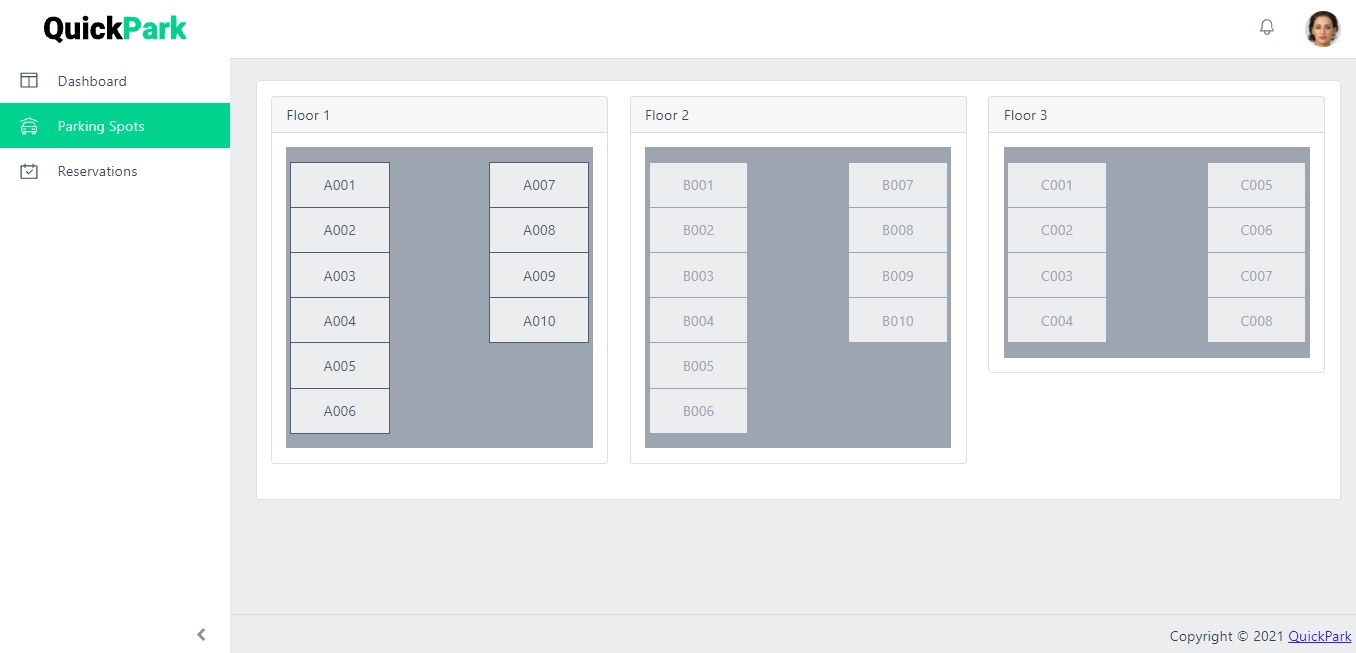 QuickPark
Dashboard
Parking Spots
Reservations
Floor 1
A001
A002
A003
A004
A005
A006
A007
A008
A009
A010
Floor 2
B001
B002
B003
B004
B005
B006
B007
B008
B009
B010
Floor 3
C001
C002
C003
C004
C005
C006
C007
C008
Copyright © 2021 QuickPark